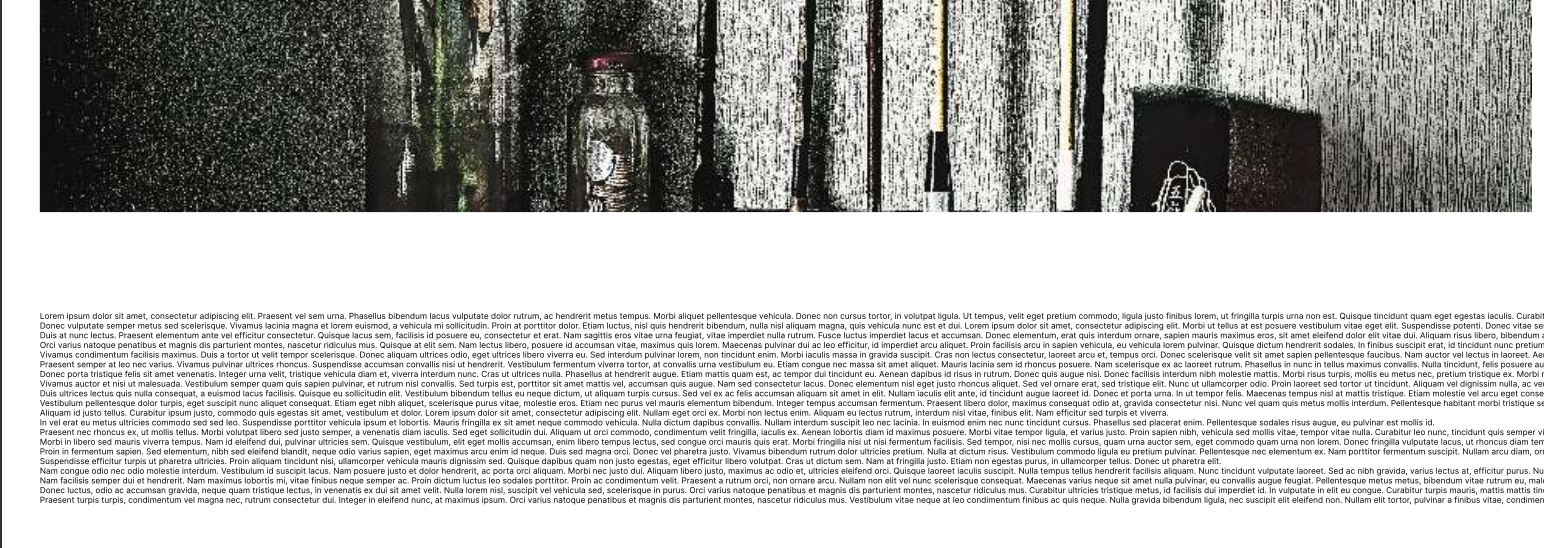 Lorem ipsum dolor sit amet, consectetur adipiscing elit. Praesent vel sem urna. Phasellus bibendum lacus vulputate dolor rutrum, ac hendrerit metus tempus. Morbi aliquet pellentesque vehicula. Donec non cursus tortor, in volutpat ligula. Ut tempus, velit eget pretium commodo, ligula justo finibus lorem, ut fringilla turpis urna non est. Quisque tincidunt quam eget egestas iaculis. Curabit
Donec vulputate semper metus sed scelerisque. Vivamus lacinia magna et lorem euismod, a vehicula mi sollicitudin. Proin at porttitor dolor. Etiam luctus, nisl quis hendrerit bibendum, nulla nisl aliquam magna, quis vehicula nunc est et dui. Lorem ipsum dolor sit amet, consectetur adipiscing elit. Morbi ut tellus at est posuere vestibulum vitae eget elit. Suspendisse potenti. Donec vitae se
Duis at nunc lectus. Praesent elementum ante vel efficitur consectetur. Quisque lacus sem, facilisis id posuere eu, consectetur et erat. Nam sagittis eros vitae urna feugiat, vitae imperdiet nulla rutrum. Fusce luctus imperdiet lacus et accumsan. Donec elementum, erat quis interdum ornare, sapien mauris maximus eros, sit amet eleifend dolor elit vitae dui. Aliquam risus libero, bibendum a
Orci varius natoque penatibus et magnis dis parturient montes, nascetur ridiculus mus. Quisque at elit sem. Nam lectus libero, posuere id accumsan vitae, maximus quis lorem. Maecenas pulvinar dui ac leo efficitur, id imperdiet arcu aliquet. Proin facilisis arcu in sapien vehicula, eu vehicula lorem pulvinar. Quisque dictum hendrerit sodales. In finibus suscipit erat, id tincidunt nunc pretium
Vivamus condimentum facilisis maximus. Duis a tortor ut velit tempor scelerisque. Donec aliquam ultrices odio, eget ultrices libero viverra eu. Sed interdum pulvinar lorem, non tincidunt enim. Morbi iaculis massa in gravida suscipit. Cras non lectus consectetur, laoreet arcu et, tempus orci. Donec scelerisque velit sit amet sapien pellentesque faucibus. Nam auctor vel lectus in laoreet. Aen
Praesent semper at leo nec varius. Vivamus pulvinar ultrices rhoncus. Suspendisse accumsan convallis nisi ut hendrerit. Vestibulum fermentum viverra tortor, at convallis urna vestibulum eu. Etiam congue nec massa sit amet aliquet. Mauris lacinia sem id rhoncus posuere. Nam scelerisque ex ac laoreet rutrum. Phasellus in nunc in tellus maximus convallis. Nulla tincidunt, felis posuere au
Donec porta tristique felis sit amet venenatis. Integer urna velit, tristique vehicula diam et, viverra interdum nunc. Cras ut ultrices nulla. Phasellus at hendrerit augue. Etiam mattis quam est, ac tempor dui tincidunt eu. Aenean dapibus id risus in rutrum. Donec quis augue nisi. Donec facilisis interdum nibh molestie mattis. Morbi risus turpis, mollis eu metus nec, pretium tristique ex. Morbi r
Vivamus auctor et nisi ut malesuada. Vestibulum semper quam quis sapien pulvinar, et rutrum nisl convallis. Sed turpis est, porttitor sit amet mattis vel, accumsan quis augue. Nam sed consectetur lacus. Donec elementum nisl eget justo rhoncus aliquet. Sed vel ornare erat, sed tristique elit. Nunc ut ullamcorper odio. Proin laoreet sed tortor ut tincidunt. Aliquam vel dignissim nulla, ac ve
Duis ultrices lectus quis nulla consequat, a euismod lacus facilisis. Quisque eu sollicitudin elit. Vestibulum bibendum tellus eu neque dictum, ut aliquam turpis cursus. Sed vel ex ac felis accumsan aliquam sit amet in elit. Nullam iaculis elit ante, id tincidunt augue laoreet id. Donec et porta urna. In ut tempor felis. Maecenas tempus nisl at mattis tristique. Etiam molestie vel arcu eget conse
Vestibulum pellentesque dolor turpis, eget suscipit nunc aliquet consequat. Etiam eget nibh aliquet, scelerisque purus vitae, molestie eros. Etiam nec purus vel mauris elementum bibendum. Integer tempus accumsan fermentum. Praesent libero dolor, maximus consequat odio at, gravida consectetur nisi. Nunc vel quam quis metus mollis interdum. Pellentesque habitant morbi tristique se
Aliquam id justo tellus. Curabitur ipsum justo, commodo quis egestas sit amet, vestibulum et dolor. Lorem ipsum dolor sit amet, consectetur adipiscing elit. Nullam eget orci ex. Morbi non lectus enim. Aliquam eu lectus rutrum, interdum nisl vitae, finibus elit. Nam efficitur sed turpis et viverra.
In vel erat eu metus ultricies commodo sed sed leo. Suspendisse porttitor vehicula ipsum et lobortis. Mauris fringilla ex sit amet neque commodo vehicula. Nulla dapibus convallis. Nullam interdum suscipit leo nec lacinia. In euismod enim nec nunc tincidunt cursus. Phasellus sed placerat enim. Pellentesque sodales risus augue, eu pulvinar est mollis id.
Praesent nec rhoncus ex, ut mollis tellus. Morbi volutpat libero sed justo semper, a venenatis diam iaculis. Sed eget sollicitudin dui. Aliquam ut orci commodo, condimentum velit fringilla, iaculis ex. Aenean lobortis diam id maximus posuere. Morbi vitae tempor ligula, et varius justo. Proin sapien nibh, vehicula sed mollis vitae, tempor vitae nulla. Curabitur leo nunc, tincidunt quis semper vi
Morbi in libero sed mauris viverra tempus. Nam id eleifend dui, pulvinar ultricies sem. Quisque vestibulum, elit eget mollis accumsan, enim libero tempus lectus, sed congue orci mauris quis erat. Morbi fringilla nisi ut nisi fermentum facilisis. Sed tempor, nisi nec mollis cursus, quam urna auctor sem, eget commodo quam urna non lorem. Donec fringilla vulputate lacus, ut rhoncus diam tem
Proin in fermentum sapien. Sed elementum, nibh sed eleifend blandit, neque odio varius sapien, eget maximus arcu enim id neque. Duis sed magna orci. Donec vel pharetra justo. Vivamus bibendum rutrum dolor ultricies pretium. Nulla at dictum risus. Vestibulum commodo ligula eu pretium pulvinar. Pellentesque nec elementum ex. Nam porttitor fermentum suscipit. Nullam arcu diam, or
Suspendisse efficitur turpis ut pharetra ultricies. Proin aliquam tincidunt nisi, ullamcorper vehicula mauris dignissim sed. Quisque dapibus quam non justo egestas, eget efficitur libero volutpat. Cras ut dictum sem. Nam at fringilla justo. Etiam non egestas purus, in ullamcorper tellus. Donec ut pharetra elit.
Nam congue odio nec odio molestie interdum. Vestibulum id suscipit lacus. Nam posuere justo et dolor hendrerit, ac porta orci aliquam. Morbi nec justo dui. Aliquam libero justo, maximus ac odio et, ultricies blandit sem. Nulla tempus tellus hendrerit aliquam. Nunc tincidunt vulputate laoreet. Sed ac nibh gravida, varius lectus at, efficitur purus. Nu
Nam facilisis semper dui et hendrerit. Nam maximus lobortis mi, vitae finibus neque semper ac. Proin dictum luctus leo sodales porttitor. Proin ac condimentum velit. Praesent a rutrum orci, non ornare arcu. Nullam non elit vel nunc scelerisque commodo. Maecenas varius neque sit amet nulla pulvinar, eu convallis augue feugiat. Pellentesque metus metus, bibendum vitae rutrum eu, male
Donec luctus, odio ac accumsan gravida, neque quam tristique lectus, in venenatis ex dui sit amet velit. Nulla lorem nisl, suscipit vel vehicula sed, scelerisque in purus. Orci varius natoque penatibus et magnis dis parturient montes, nascetur ridiculus mus. Curabitur ultricies tristique metus, id facilisis dui imperdiet id. In vulputate in elit eu congue. Curabitur turpis mauris, mattis mattis tin
Praesent turpis turpis, condimentum vel magna nec, rutrum consectetur dui. Integer in eleifend nunc, at maximus ipsum. Orci varius natoque penatibus et magnis dis parturient montes, nascetur ridiculus mus. Vestibulum vitae neque at leo condimentum finibus ac quis neque. Nulla gravida bibendum ligula, nec suscipit elit eleifend non. Nullam elit tortor, pulvinar a finibus vitae, condimen